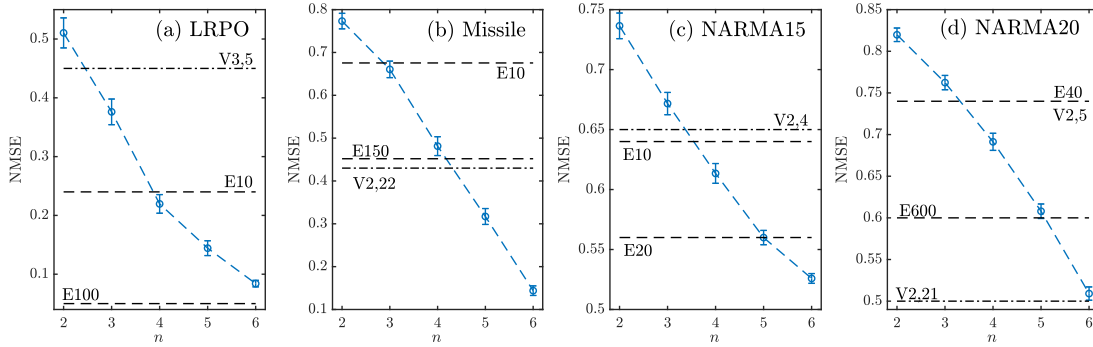 (a) LRPO
NMSE
0.5
0.4
0.3
0.2
0.1
V3,5
E10
E100
2 3 4 5 6
n
(b) Missile
NMSE
0.8
0.7
0.6
0.5
0.4
0.3
0.2
0.1
E10
E150
V2,22
2 3 4 5 6
n
(c) NARMA15
NMSE
0.75
0.7
0.65
0.6
0.55
0.5
V2,4
E10
E20
2 3 4 5 6
n
(d) NARMA20
NMSE
0.85
0.8
0.75
0.7
0.65
0.6
0.55
0.5
E40
V2,5
E600
V2,21
2 3 4 5 6
n